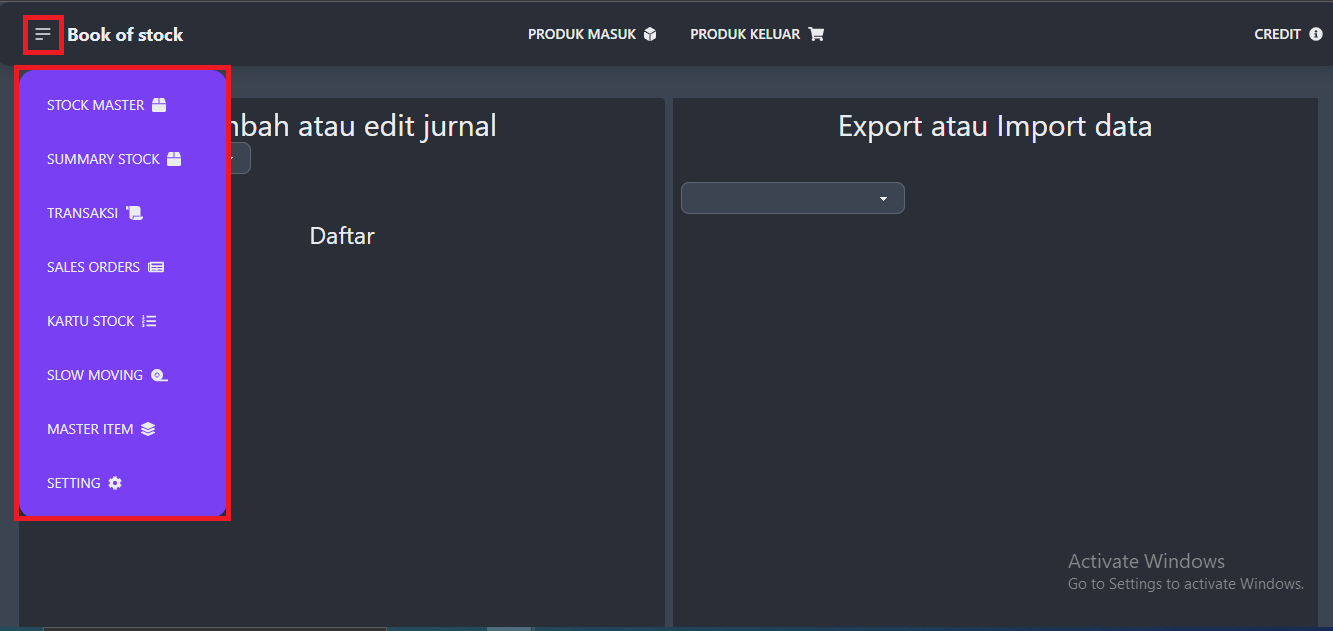 Book of stock
PRODUK MASUK
PRODUK KELUAR
CREDIT
STOCK MASTER
SUMMARY STOCK
TRANSAKSI
SALES ORDERS
KARTU STOCK
SLOW MOVING
MASTER ITEM
SETTING
atau edit jurnal
Daftar
Export atau Import data
Activate Windows
Go to Settings to activate Windows.